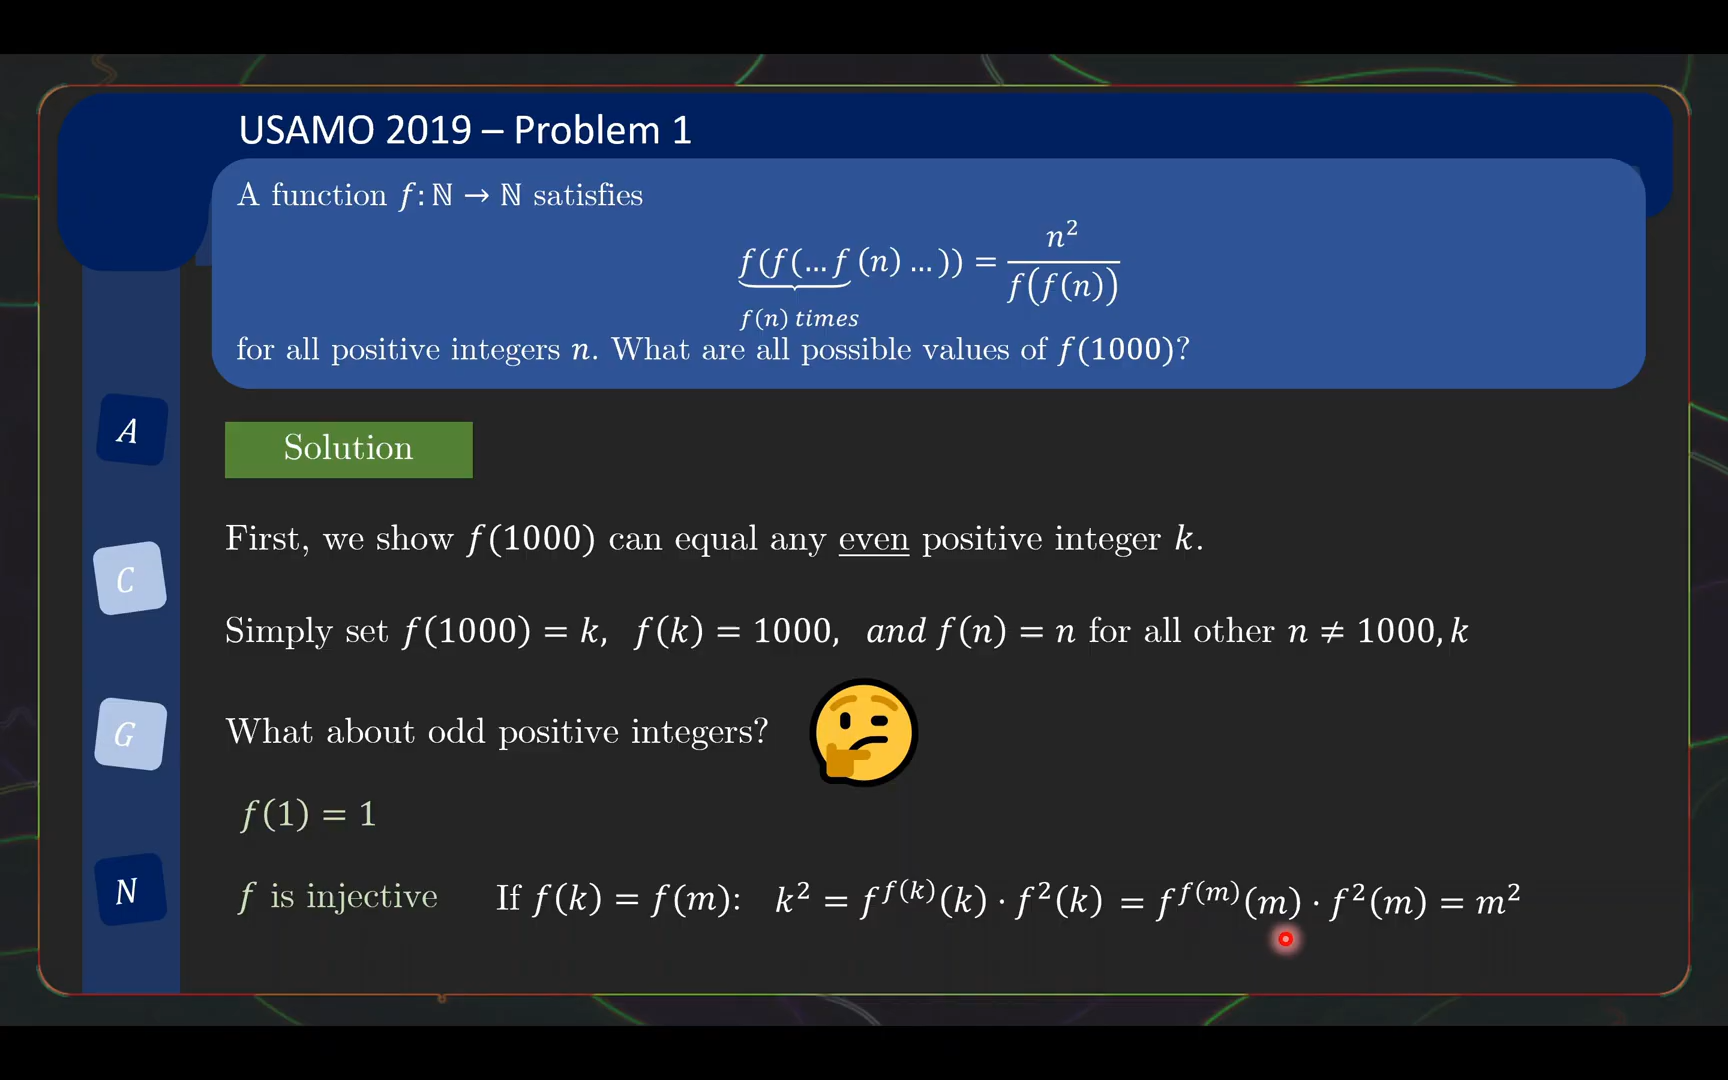 USAMO 2019 – Problem 1
A function f: ℕ → ℕ satisfies
f(f(…f (n) …)) = n² / f(f(n))
f(n) times
for all positive integers n. What are all possible values of f(1000)?
A
Solution
First, we show f(1000) can equal any even positive integer k.
C
Simply set f(1000) = k, f(k) = 1000, and f(n) = n for all other n ≠ 1000, k
G
What about odd positive integers?
f(1) = 1
N
f is injective If f(k) = f(m): k² = f^{f(k)}(k) · f²(k) = f^{f(m)}(m) · f²(m) = m²